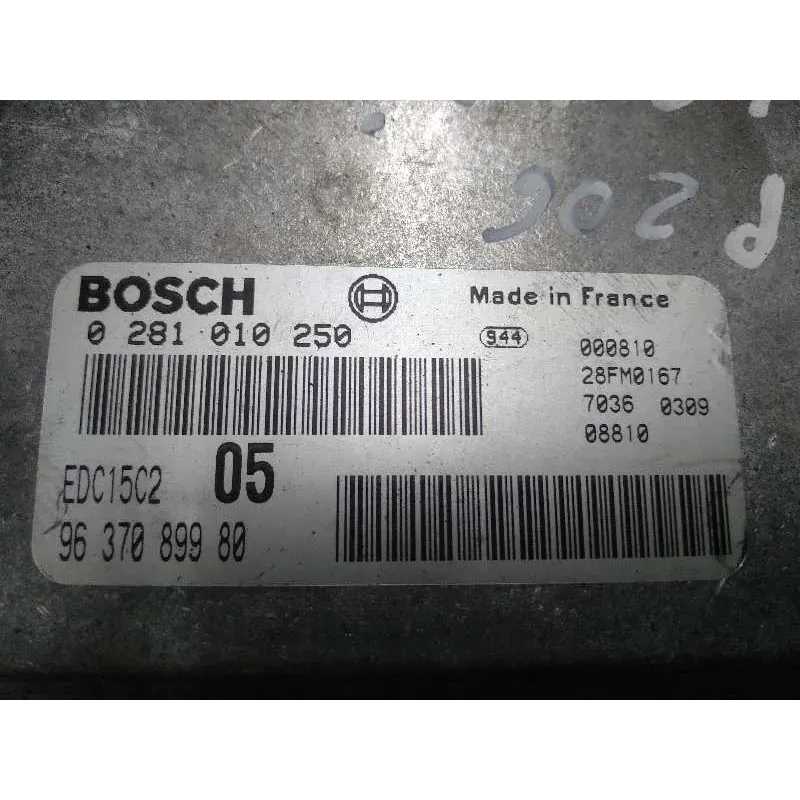 P 206
BOSCH Made in France
0 281 010 250 944 000810
28FM0167
7036 0309
08810
EDC15C2 05
96 370 899 80